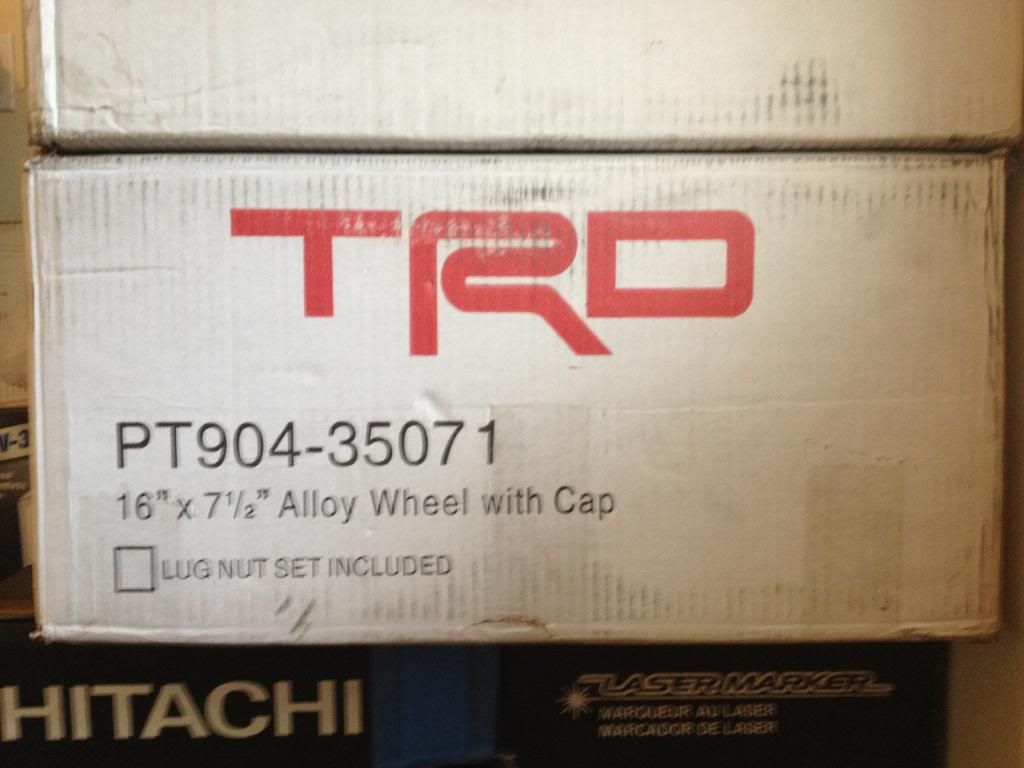 TRD
PT904-35071
16" x 7½" Alloy Wheel with Cap
LUG NUT SET INCLUDED
HITACHI
LASER MARKER
MARQUEUR AU LASER
MARCADOR DE LASER